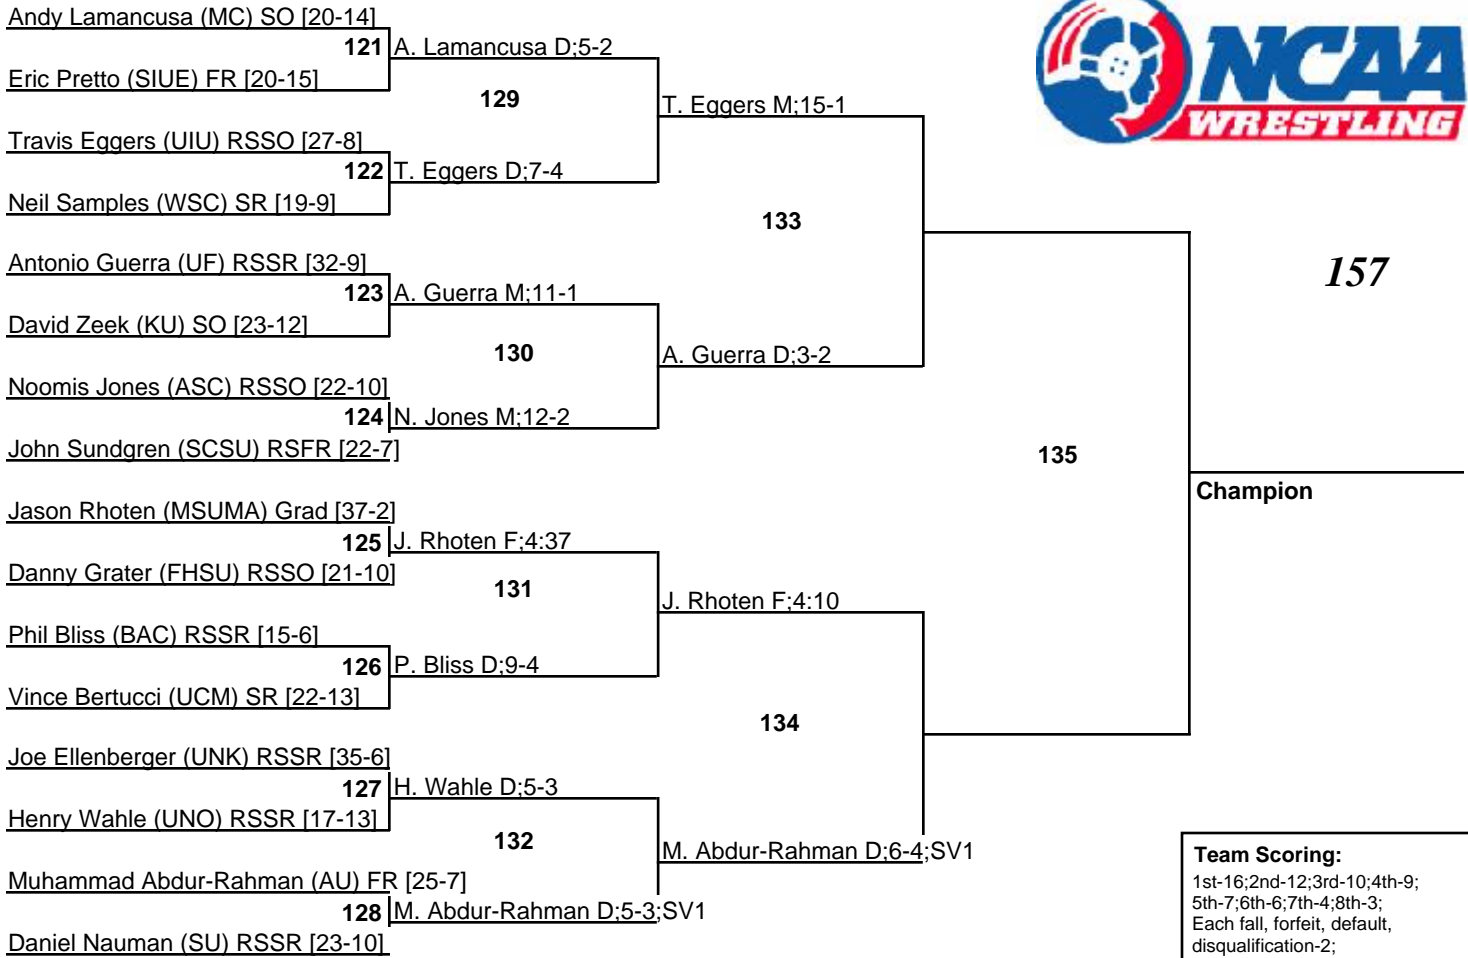 Andy Lamancusa (MC) SO [20-14]
121 A. Lamancusa D;5-2
Eric Pretto (SIUE) FR [20-15]
129
T. Eggers M;15-1
Travis Eggers (UIU) RSSO [27-8]
122 T. Eggers D;7-4
Neil Samples (WSC) SR [19-9]
133
Antonio Guerra (UF) RSSR [32-9]
123 A. Guerra M;11-1
David Zeek (KU) SO [23-12]
130
A. Guerra D;3-2
Noomis Jones (ASC) RSSO [22-10]
124 N. Jones M;12-2
John Sundgren (SCSU) RSFR [22-7]
135
Champion
Jason Rhoten (MSUMA) Grad [37-2]
125 J. Rhoten F;4:37
Danny Grater (FHSU) RSSO [21-10]
131
J. Rhoten F;4:10
Phil Bliss (BAC) RSSR [15-6]
126 P. Bliss D;9-4
Vince Bertucci (UCM) SR [22-13]
134
Joe Ellenberger (UNK) RSSR [35-6]
127 H. Wahle D;5-3
Henry Wahle (UNO) RSSR [17-13]
132
M. Abdur-Rahman D;6-4;SV1
Muhammad Abdur-Rahman (AU) FR [25-7]
128 M. Abdur-Rahman D;5-3;SV1
Daniel Nauman (SU) RSSR [23-10]
NCAA
WRESTLING
157
Team Scoring:
1st-16;2nd-12;3rd-10;4th-9;
5th-7;6th-6;7th-4;8th-3;
Each fall, forfeit, default,
disqualification-2;